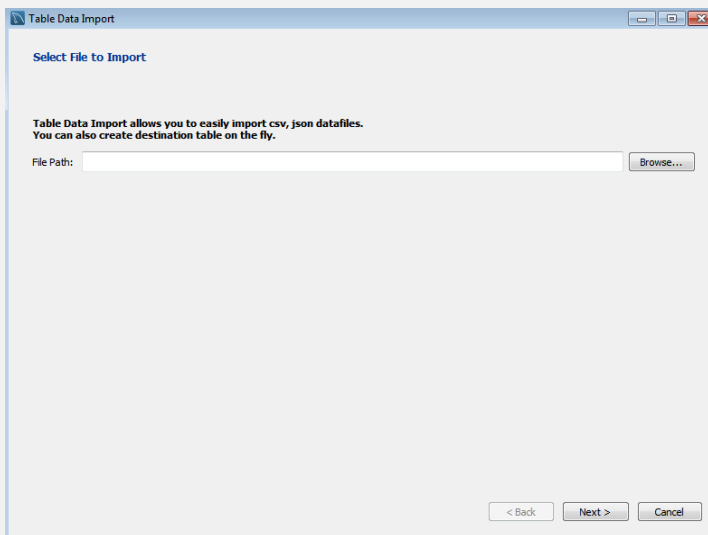 Table Data Import
Select File to Import
Table Data Import allows you to easily import csv, json datafiles.
You can also create destination table on the fly.
File Path: Browse...
< Back Next > Cancel